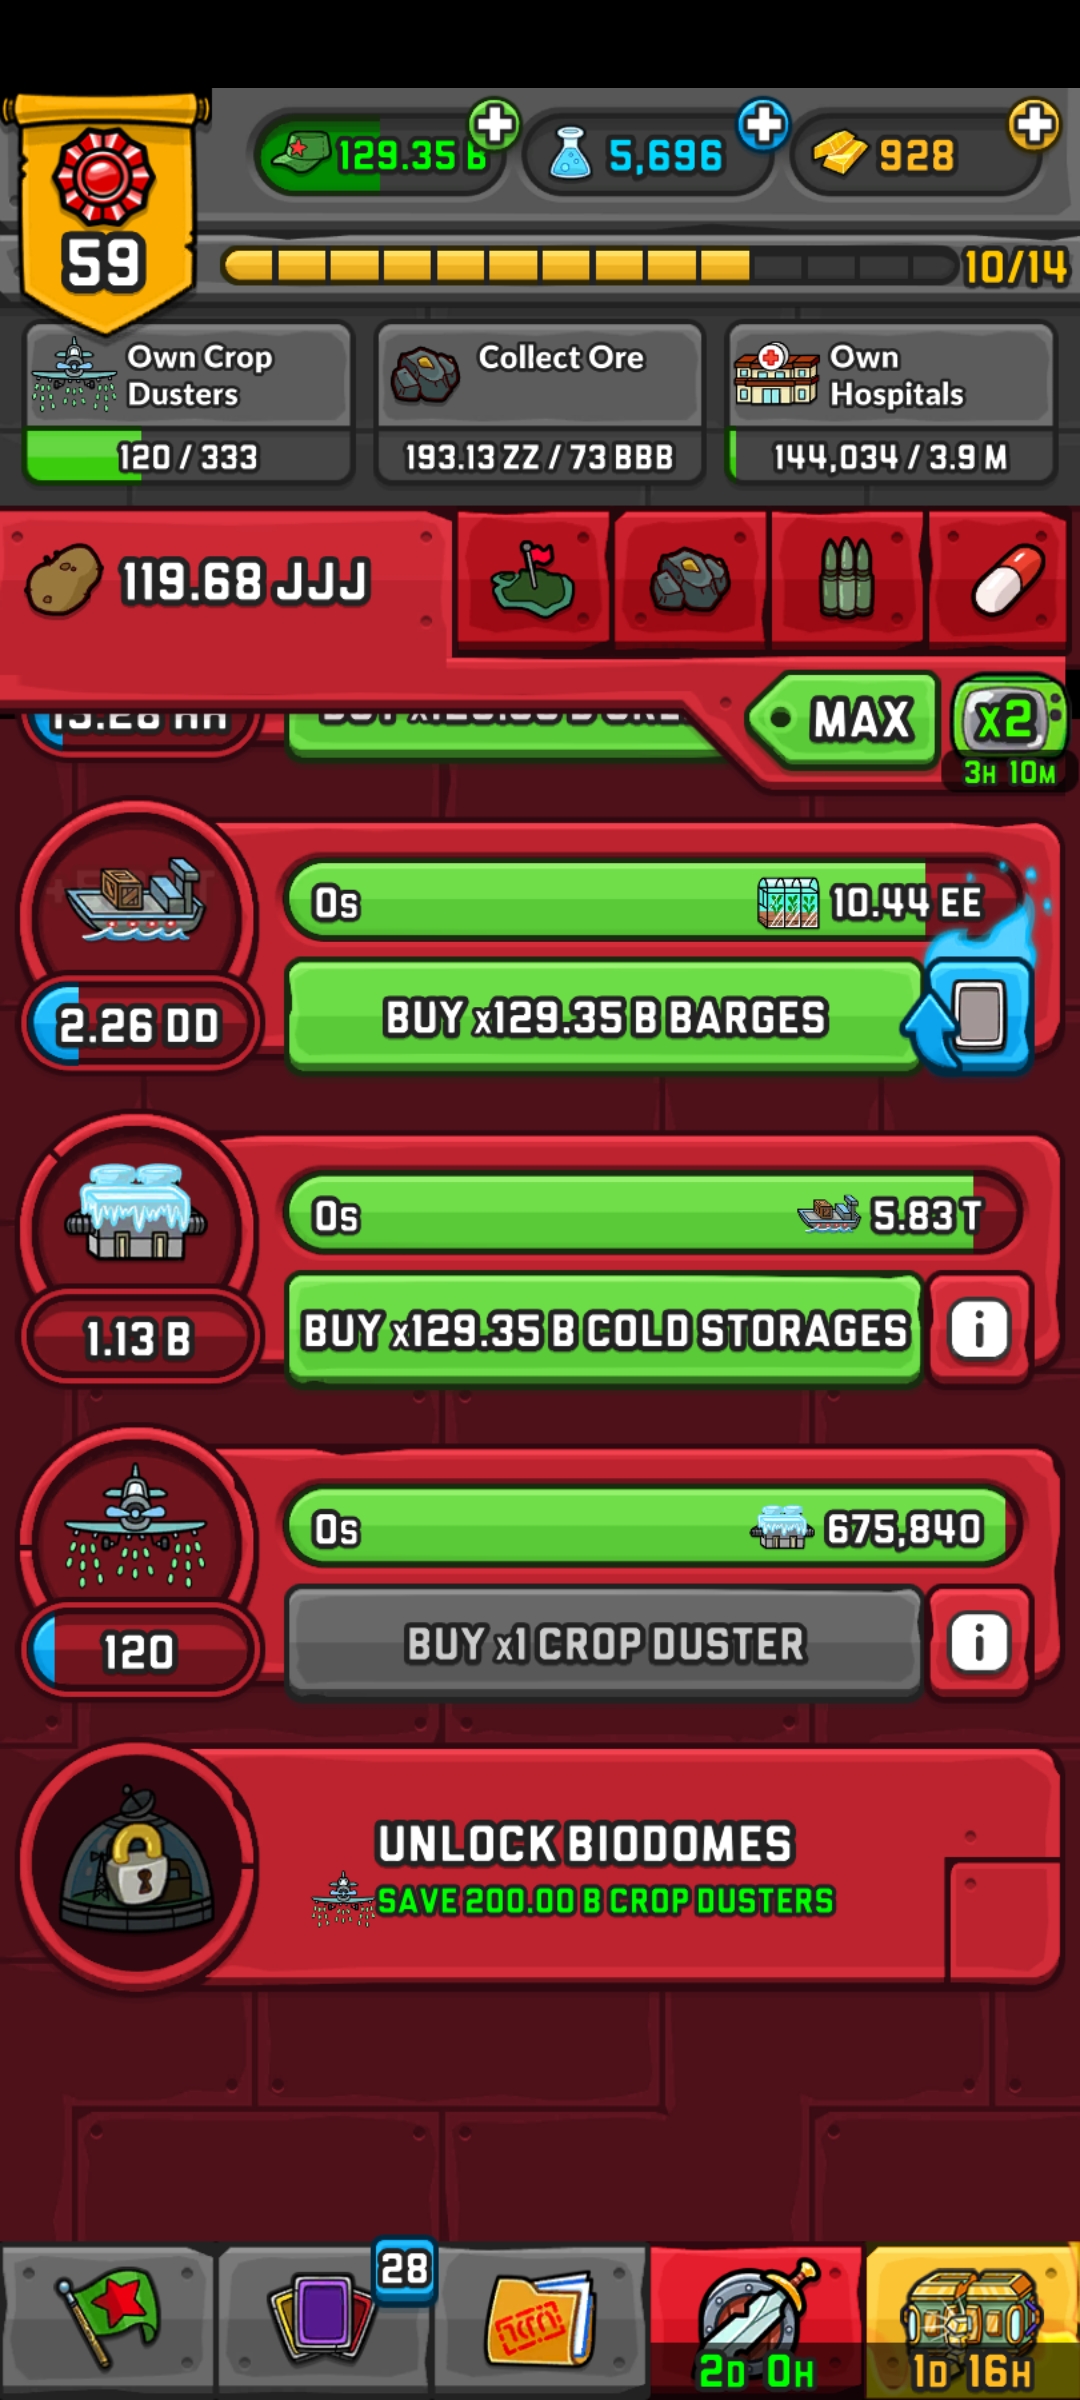 129.35 B
5,696
928
59
10/14
Own Crop
Dusters
120 / 333
Collect Ore
193.13 ZZ / 73 BBB
Own
Hospitals
144,034 / 3.9 M
119.68 JJJ
MAX
x2
3H 10M
0s
10.44 EE
2.26 DD
BUY x129.35 B BARGES
0s
5.83 T
1.13 B
BUY x129.35 B COLD STORAGES
i
0s
675,840
120
BUY x1 CROP DUSTER
i
UNLOCK BIODOMES
SAVE 200.00 B CROP DUSTERS
28
2D 0H
1D 16H